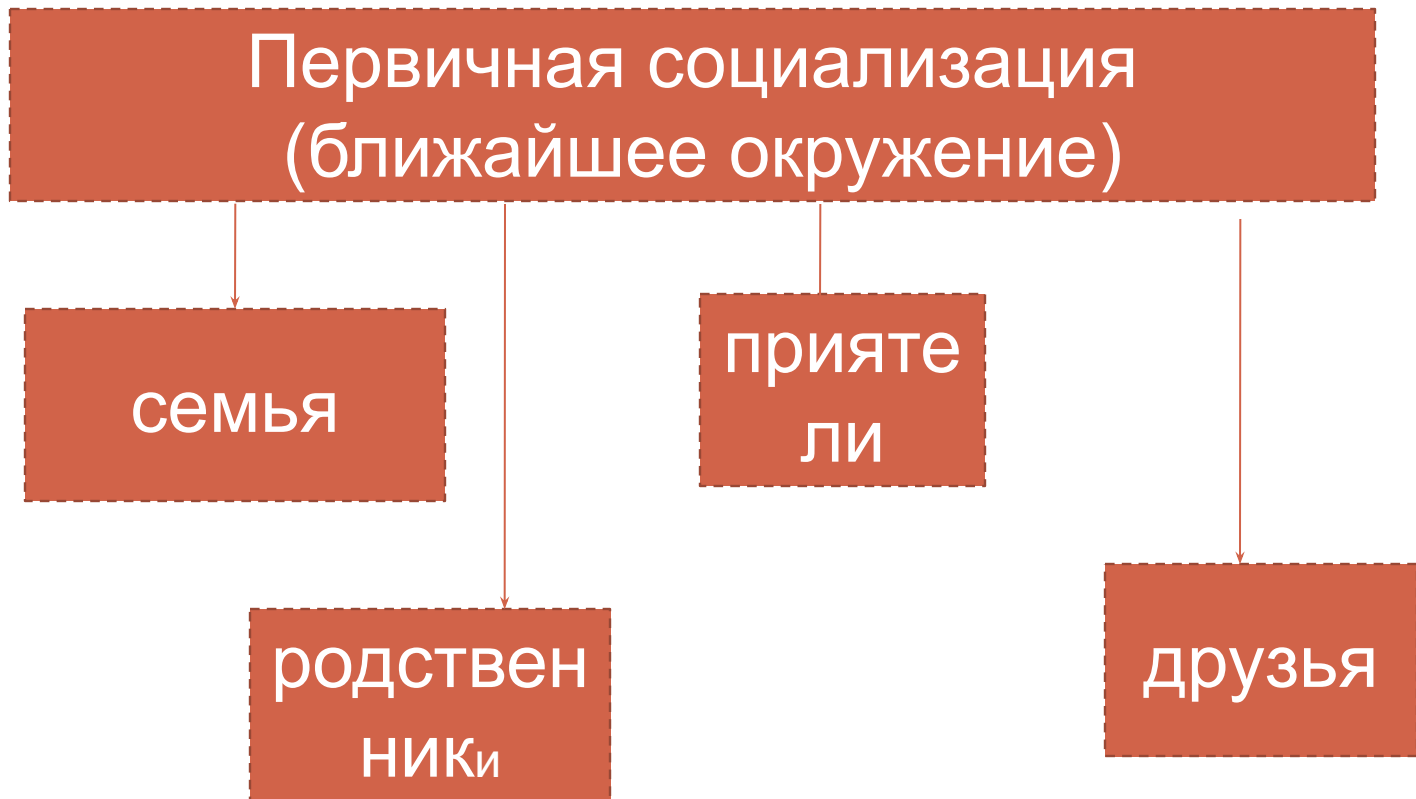 Первичная социализация
(ближайшее окружение)
семья
прияте
ли
родствен
ники
друзья